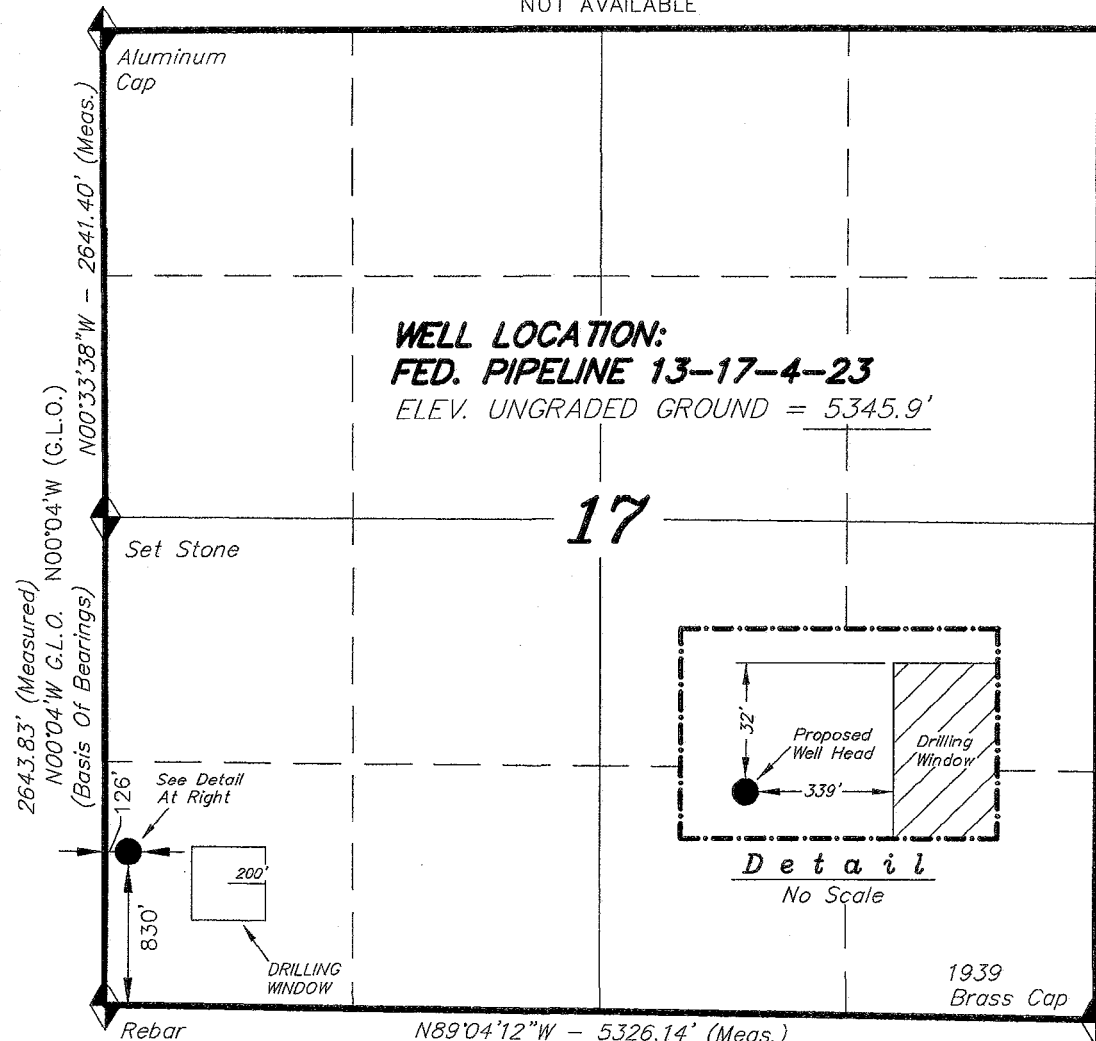 NOT AVAILABLE
Aluminum
Cap
N00°33'38"W - 2641.40' (Meas.)
WELL LOCATION:
FED. PIPELINE 13-17-4-23
ELEV. UNGRADED GROUND = 5345.9'
17
Set Stone
2643.83' (Measured)
N00°04'W G.L.O. N00°04'W (G.L.O.)
(Basis Of Bearings)
126'
See Detail
At Right
200'
830'
DRILLING
WINDOW
32'
Proposed
Well Head
Drilling
Window
339'
Detail
No Scale
1939
Brass Cap
Rebar
N89°04'12"W - 5326.14' (Meas.)